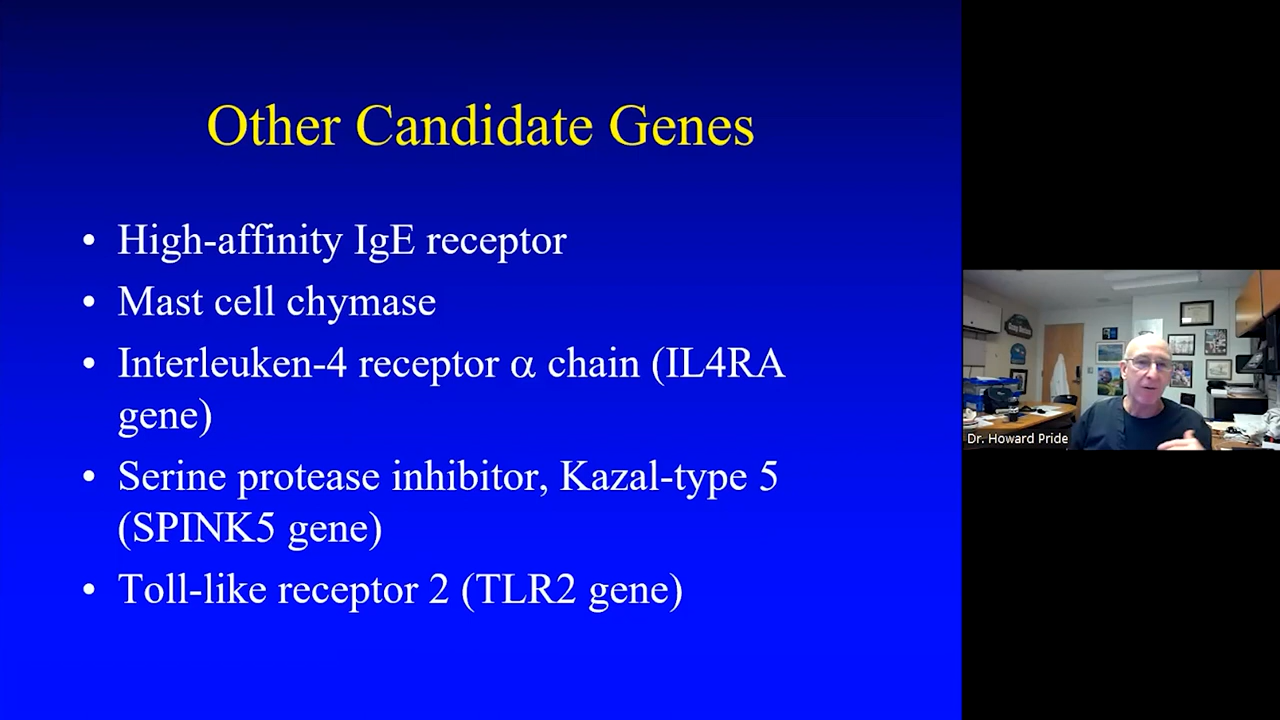 Other Candidate Genes
• High-affinity IgE receptor
• Mast cell chymase
• Interleuken-4 receptor α chain (IL4RA
gene)
• Serine protease inhibitor, Kazal-type 5
(SPINK5 gene)
• Toll-like receptor 2 (TLR2 gene)
Dr. Howard Pride